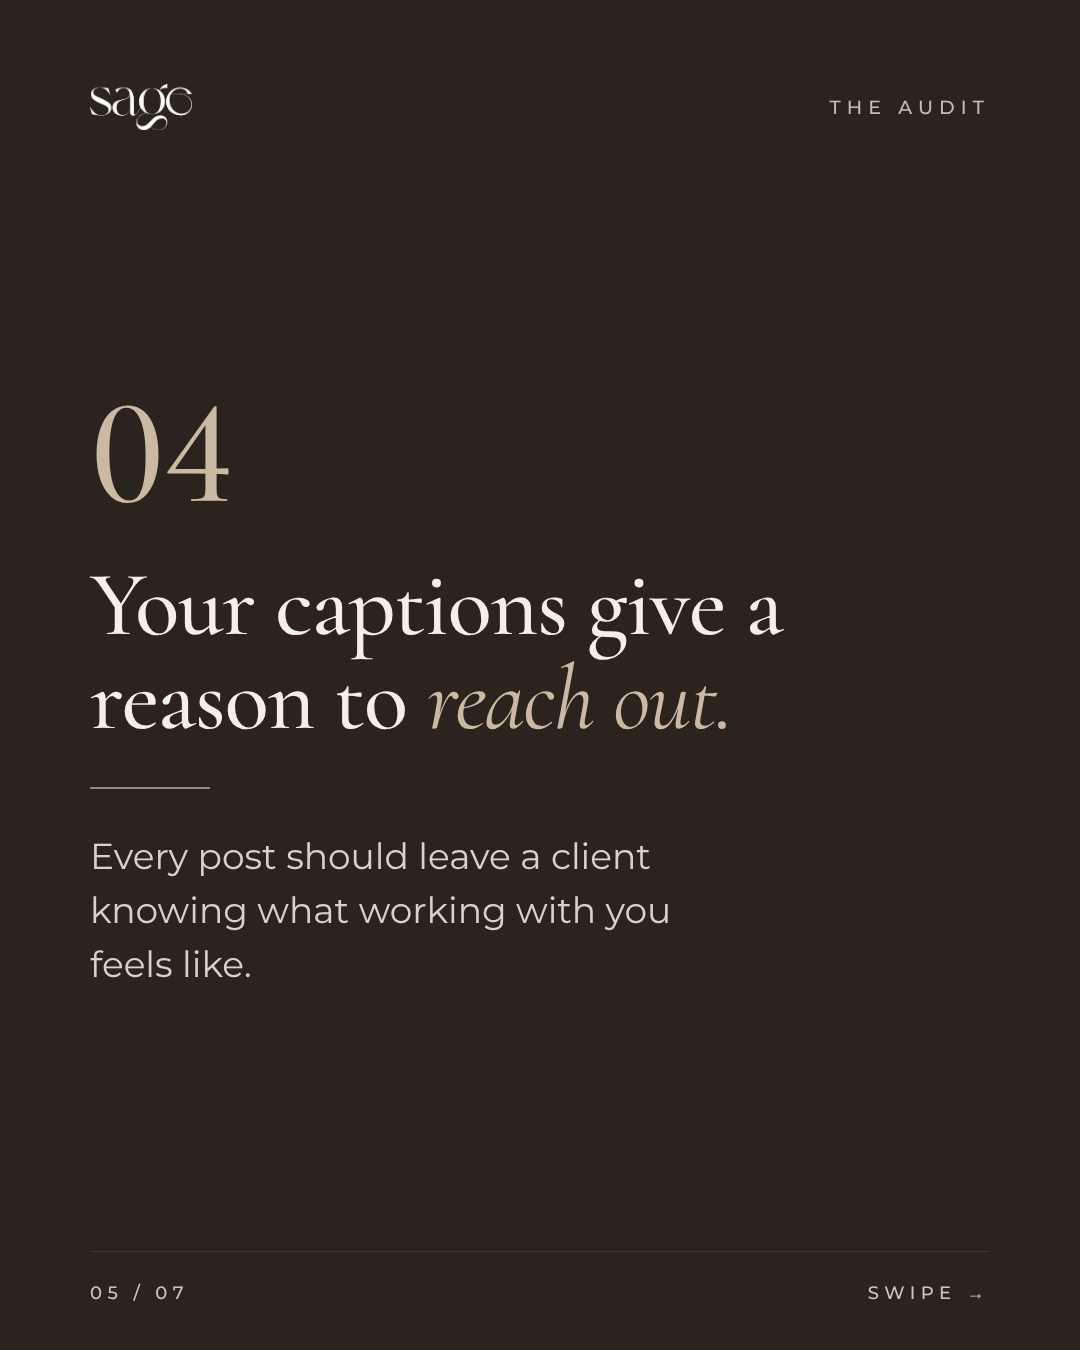 sage
THE AUDIT
04
Your captions give a
reason to reach out.
Every post should leave a client
knowing what working with you
feels like.
05 / 07
SWIPE →